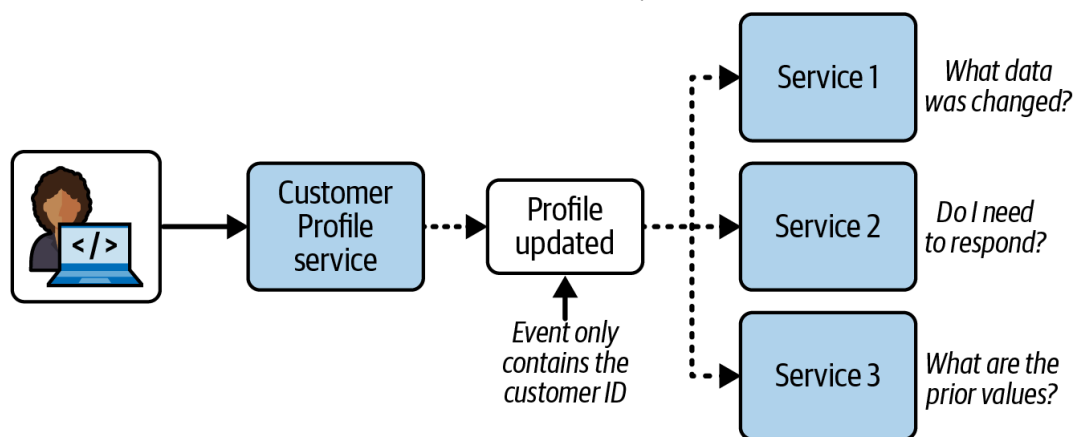 </>
Customer
Profile
service
Profile
updated
Event only
contains the
customer ID
Service 1
What data
was changed?
Service 2
Do I need
to respond?
Service 3
What are the
prior values?